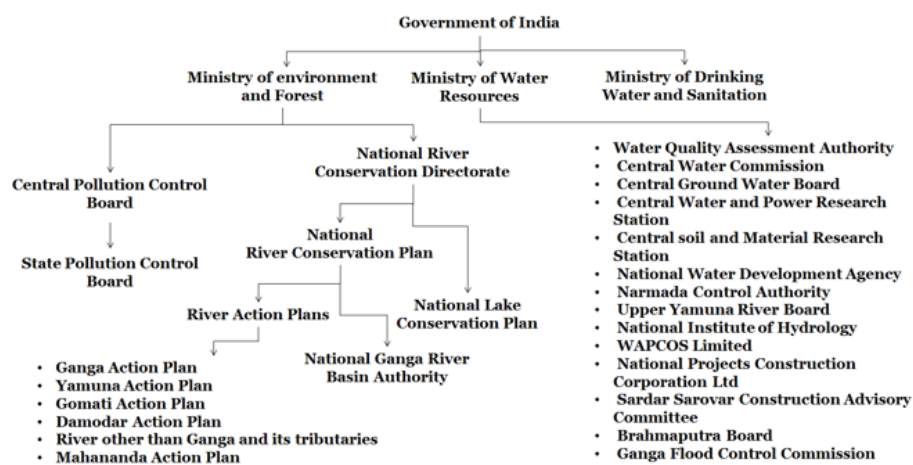 Government of India
Ministry of environment
and Forest
Ministry of Water
Resources
Ministry of Drinking
Water and Sanitation
National River
Conservation Directorate
Central Pollution Control
Board
National
River Conservation Plan
State Pollution Control
Board
River Action Plans
National Lake
Conservation Plan
National Ganga River
Basin Authority
• Ganga Action Plan
• Yamuna Action Plan
• Gomati Action Plan
• Damodar Action Plan
• River other than Ganga and its tributaries
• Mahananda Action Plan
• Water Quality Assessment Authority
• Central Water Commission
• Central Ground Water Board
• Central Water and Power Research
Station
• Central soil and Material Research
Station
• National Water Development Agency
• Narmada Control Authority
• Upper Yamuna River Board
• National Institute of Hydrology
• WAPCOS Limited
• National Projects Construction
Corporation Ltd
• Sardar Sarovar Construction Advisory
Committee
• Brahmaputra Board
• Ganga Flood Control Commission